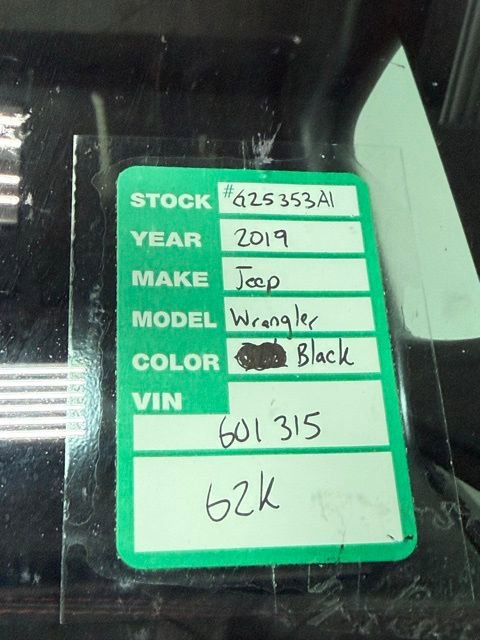 STOCK #G25353A1
YEAR 2019
MAKE Jeep
MODEL Wrangler
COLOR Black
VIN
601315
62K